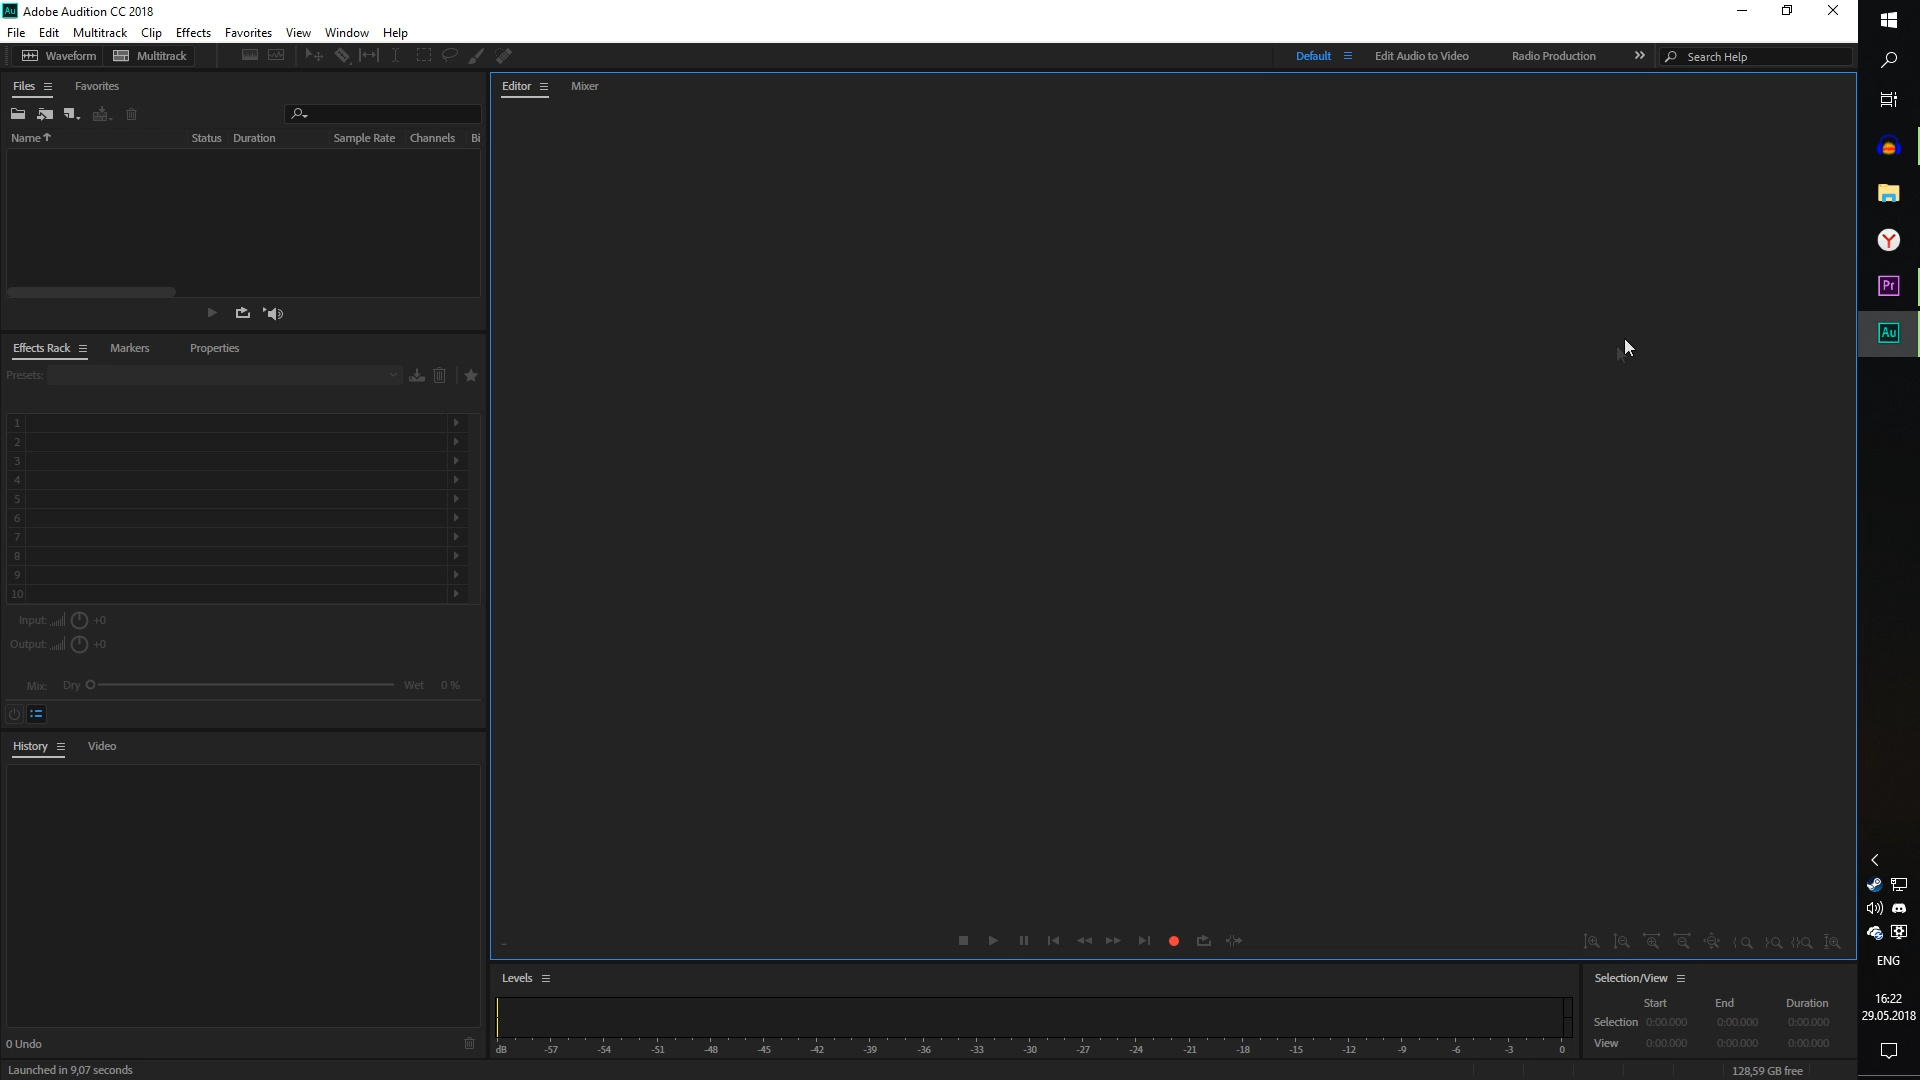 Au Adobe Audition CC 2018
File Edit Multitrack Clip Effects Favorites View Window Help
Waveform Multitrack Default Edit Audio to Video Radio Production Search Help
Files Favorites
Name Status Duration Sample Rate Channels Bi
Effects Rack Markers Properties
Presets:
1
2
3
4
5
6
7
8
9
10
Input: +0
Output: +0
Mix: Dry Wet 0 %
History Video
0 Undo
Launched in 9,07 seconds
Editor Mixer
Levels
dB -57 -54 -51 -48 -45 -42 -39 -36 -33 -30 -27 -24 -21 -18 -15 -12 -9 -6 -3 0
Selection/View
Start End Duration
Selection 0:00.000 0:00.000 0:00.000
View 0:00.000 0:00.000 0:00.000
128,59 GB free
Y
Pr
Au
ENG
16:22
29.05.2018